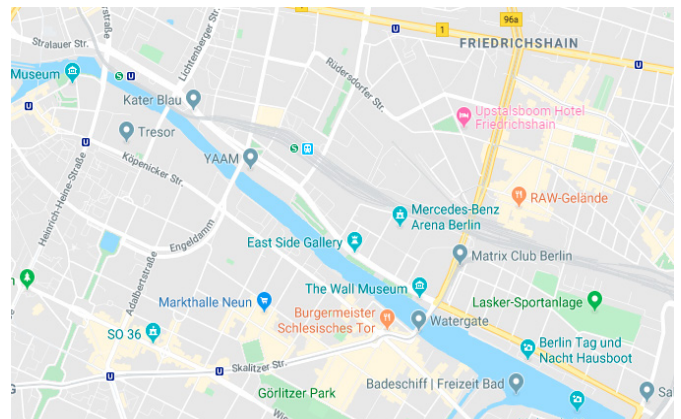 96a
1
Stralauer Str.
Lichtenberger Str.
FRIEDRICHSHAIN
Museum
S
U
U
U
Rüdersdorfer Str.
Kater Blau
Upstalsboom Hotel
Friedrichshain
Tresor
U
U
YAAM
S
Köpenicker Str.
Heinrich-Heine-Straße
RAW-Gelände
Mercedes-Benz
Arena Berlin
Engeldamm
East Side Gallery
Matrix Club Berlin
Adalbertstraße
The Wall Museum
Markthalle Neun
Lasker-Sportanlage
Burgermeister
Schlesisches Tor
Watergate
SO 36
Berlin Tag und
Nacht Hausboot
Skalitzer Str.
U
U
Görlitzer Park
Badeschiff | Freizeit Bad